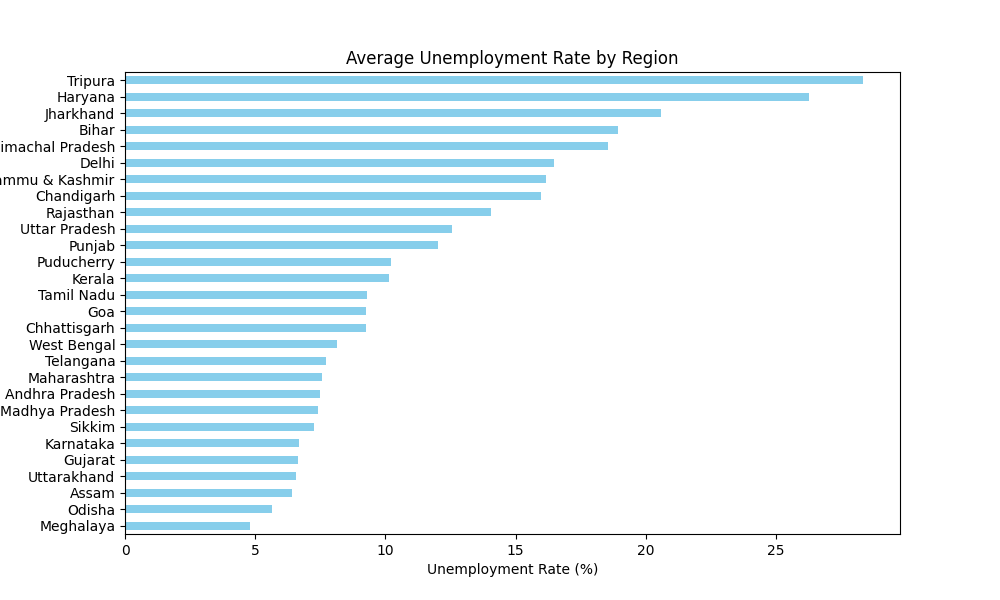 Average Unemployment Rate by Region
Tripura
Haryana
Jharkhand
Bihar
imachal Pradesh
Delhi
ammu & Kashmir
Chandigarh
Rajasthan
Uttar Pradesh
Punjab
Puducherry
Kerala
Tamil Nadu
Goa
Chhattisgarh
West Bengal
Telangana
Maharashtra
Andhra Pradesh
Madhya Pradesh
Sikkim
Karnataka
Gujarat
Uttarakhand
Assam
Odisha
Meghalaya
0 5 10 15 20 25
Unemployment Rate (%)